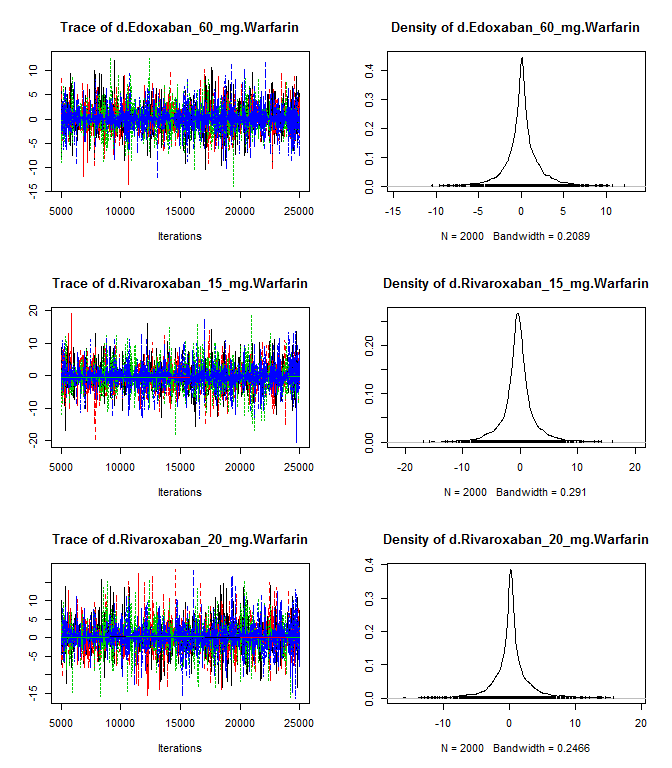 Trace of d.Edoxaban_60_mg.Warfarin
10
5
0
-5
-10
-15
5000 10000 15000 20000 25000
Iterations
Density of d.Edoxaban_60_mg.Warfarin
0.4
0.3
0.2
0.1
0.0
-15 -10 -5 0 5 10
N = 2000 Bandwidth = 0.2089
Trace of d.Rivaroxaban_15_mg.Warfarin
20
10
0
-10
-20
5000 10000 15000 20000 25000
Iterations
Density of d.Rivaroxaban_15_mg.Warfarin
0.20
0.10
0.00
-20 -10 0 10 20
N = 2000 Bandwidth = 0.291
Trace of d.Rivaroxaban_20_mg.Warfarin
10
5
0
-5
-15
5000 10000 15000 20000 25000
Iterations
Density of d.Rivaroxaban_20_mg.Warfarin
0.4
0.3
0.2
0.1
0.0
-10 0 10 20
N = 2000 Bandwidth = 0.2466